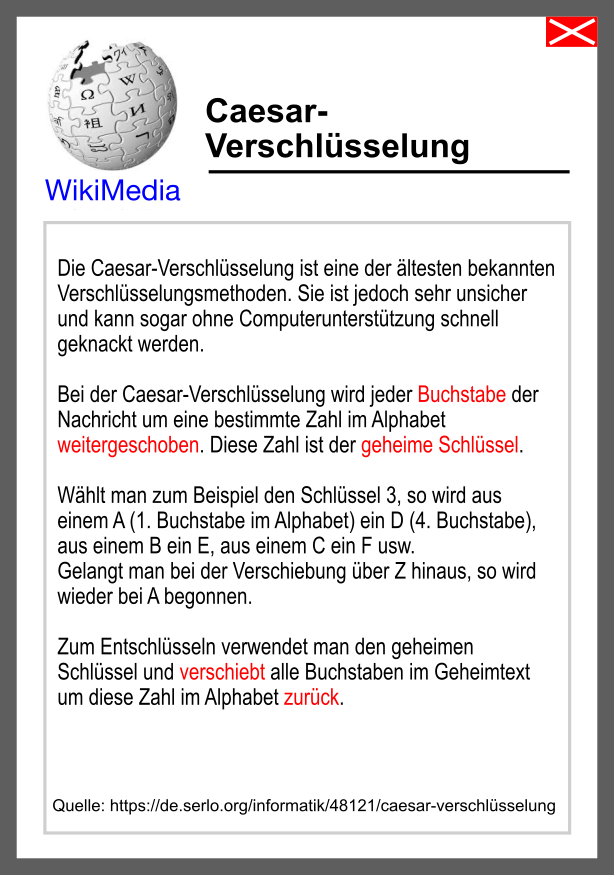 Caesar-
Verschlüsselung
WikiMedia
Die Caesar-Verschlüsselung ist eine der ältesten bekannten
Verschlüsselungsmethoden. Sie ist jedoch sehr unsicher
und kann sogar ohne Computerunterstützung schnell
geknackt werden.
Bei der Caesar-Verschlüsselung wird jeder Buchstabe der
Nachricht um eine bestimmte Zahl im Alphabet
weitergeschoben. Diese Zahl ist der geheime Schlüssel.
Wählt man zum Beispiel den Schlüssel 3, so wird aus
einem A (1. Buchstabe im Alphabet) ein D (4. Buchstabe),
aus einem B ein E, aus einem C ein F usw.
Gelangt man bei der Verschiebung über Z hinaus, so wird
wieder bei A begonnen.
Zum Entschlüsseln verwendet man den geheimen
Schlüssel und verschiebt alle Buchstaben im Geheimtext
um diese Zahl im Alphabet zurück.
Quelle: https://de.serlo.org/informatik/48121/caesar-verschlüsselung